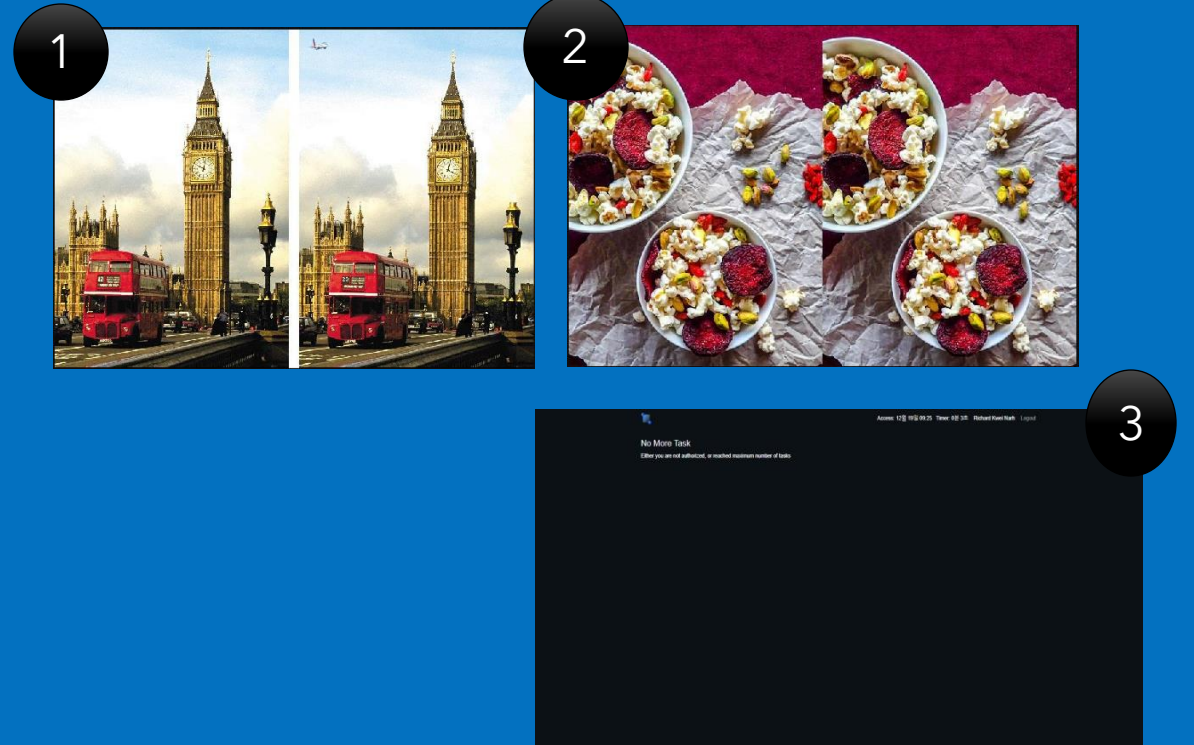 1
2
3
Access: 12월 19일 09:25 Timer: 0분 3초 Richard Kwei Narh Logout
No More Task
Either you are not authorized, or reached maximum number of tasks